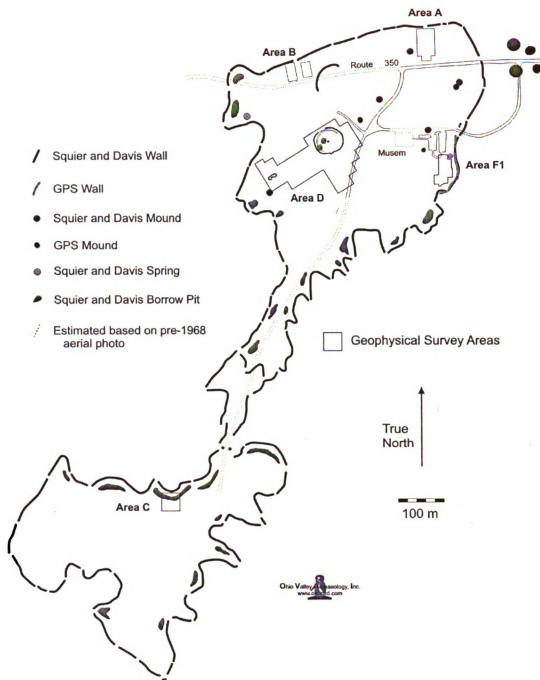 Area A
Area B
Route 350
Musem
Area F1
Area D
Squier and Davis Wall
GPS Wall
Squier and Davis Mound
GPS Mound
Squier and Davis Spring
Squier and Davis Borrow Pit
Estimated based on pre-1968
aerial photo
Geophysical Survey Areas
True
North
100 m
Area C
Ohio Valley Inc.